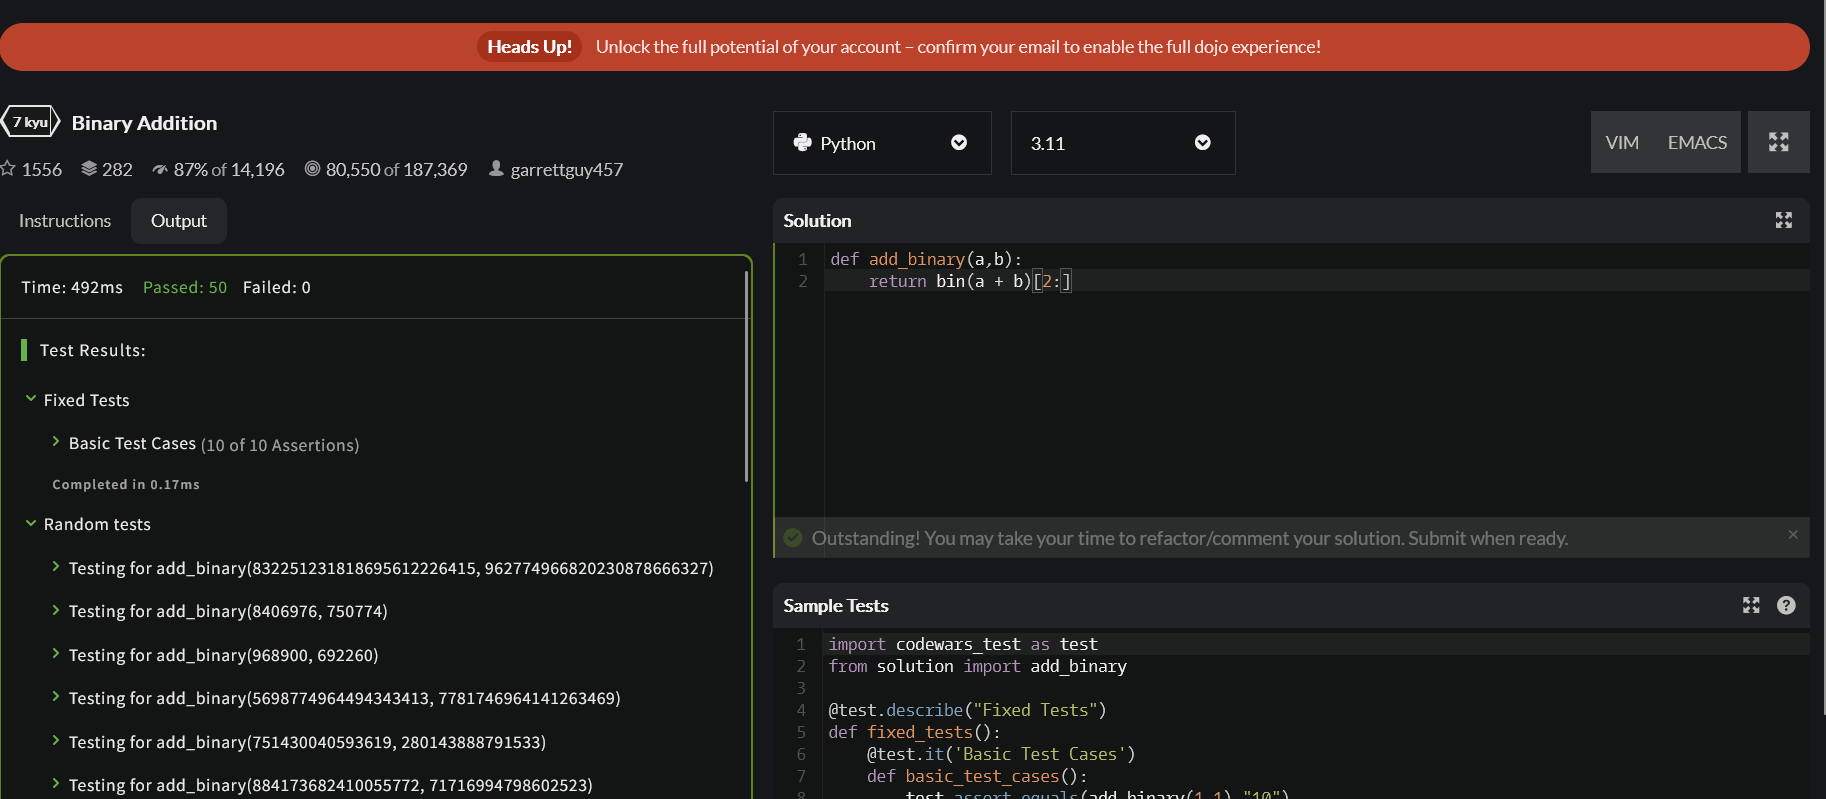 Heads Up! Unlock the full potential of your account – confirm your email to enable the full dojo experience!
7 kyu Binary Addition
1556 282 87% of 14,196 80,550 of 187,369 garrettguy457
Instructions Output
Time: 492ms Passed: 50 Failed: 0
Test Results:
Fixed Tests
Basic Test Cases (10 of 10 Assertions)
Completed in 0.17ms
Random tests
Testing for add_binary(832251231818695612226415, 962774966820230878666327)
Testing for add_binary(8406976, 750774)
Testing for add_binary(968900, 692260)
Testing for add_binary(5698774964494343413, 7781746964141263469)
Testing for add_binary(751430040593619, 280143888791533)
Testing for add_binary(884173682410055772, 71716994798602523)
Python 3.11 VIM EMACS
Solution
1 def add_binary(a,b):
2 return bin(a + b)[2:]
Outstanding! You may take your time to refactor/comment your solution. Submit when ready.
Sample Tests
1 import codewars_test as test
2 from solution import add_binary
3
4 @test.describe("Fixed Tests")
5 def fixed_tests():
6 @test.it('Basic Test Cases')
7 def basic_test_cases():
8 test.assert_equals(add_binary(1,1),"10")